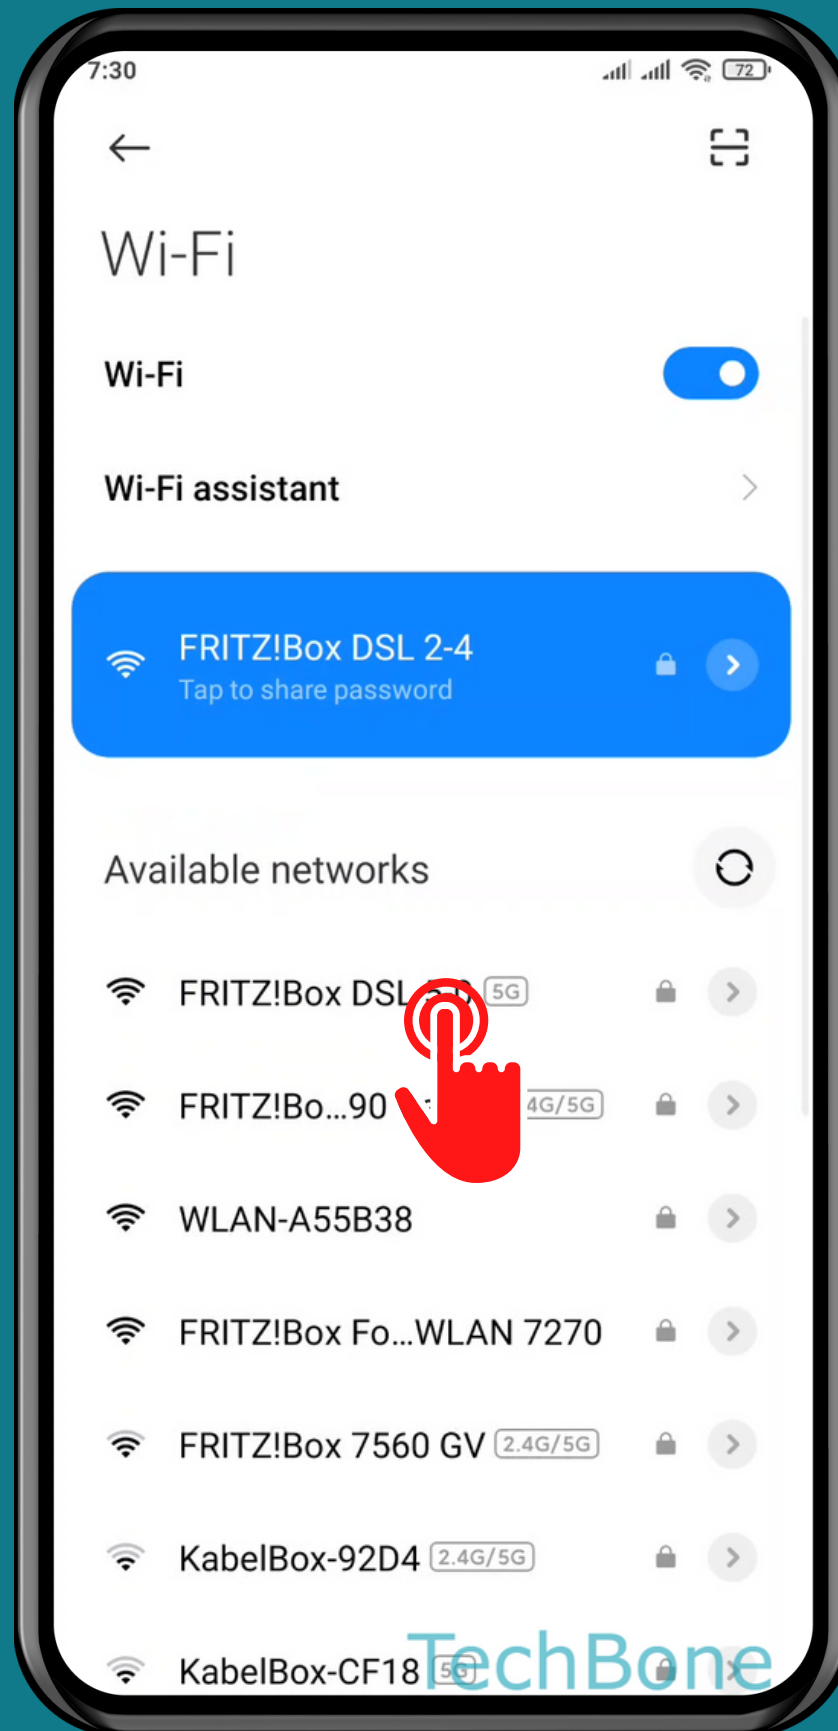 7:30
72
Wi-Fi
Wi-Fi
Wi-Fi assistant
FRITZ!Box DSL 2-4
Tap to share password
Available networks
FRITZ!Box DSL 5G
FRITZ!Bo...90 4G/5G
WLAN-A55B38
FRITZ!Box Fo...WLAN 7270
FRITZ!Box 7560 GV 2.4G/5G
KabelBox-92D4 2.4G/5G
KabelBox-CF18 5G
TechBone